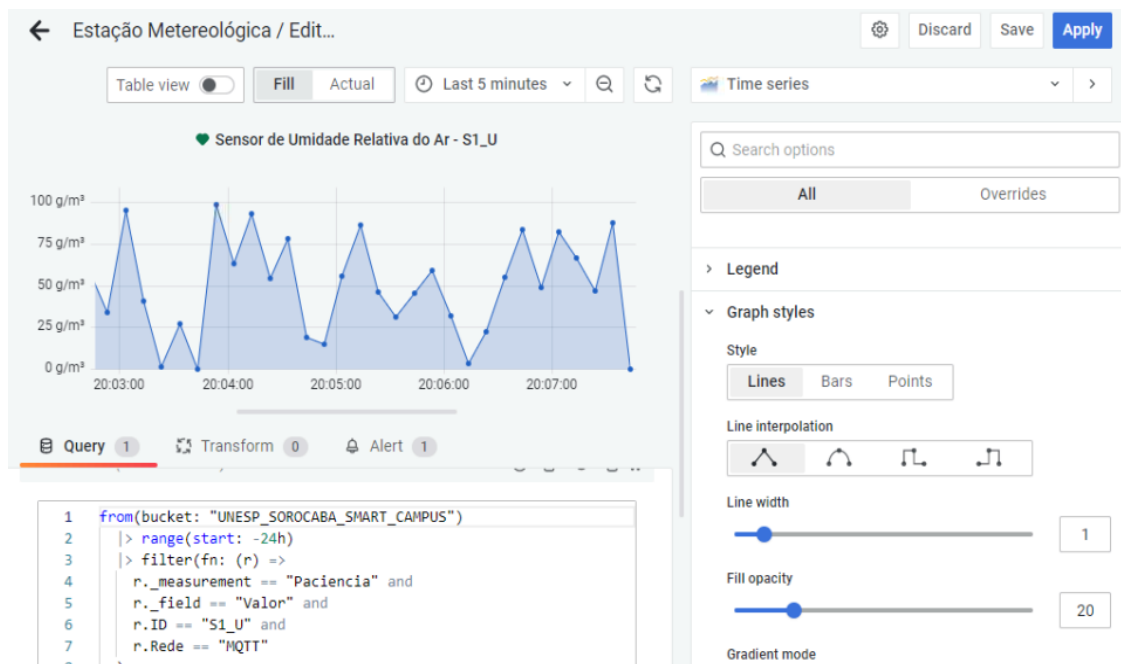 Estação Metereológica / Edit...
Discard Save Apply
Table view Fill Actual Last 5 minutes
Time series
Sensor de Umidade Relativa do Ar - S1_U
100 g/m³
75 g/m³
50 g/m³
25 g/m³
0 g/m³
20:03:00 20:04:00 20:05:00 20:06:00 20:07:00
Query 1 Transform 0 Alert 1
1 from(bucket: "UNESP_SOROCABA_SMART_CAMPUS")
2 |> range(start: -24h)
3 |> filter(fn: (r) =>
4 r._measurement == "Paciencia" and
5 r._field == "Valor" and
6 r.ID == "S1_U" and
7 r.Rede == "MQTT"
Search options
All Overrides
Legend
Graph styles
Style
Lines Bars Points
Line interpolation
Line width
1
Fill opacity
20
Gradient mode